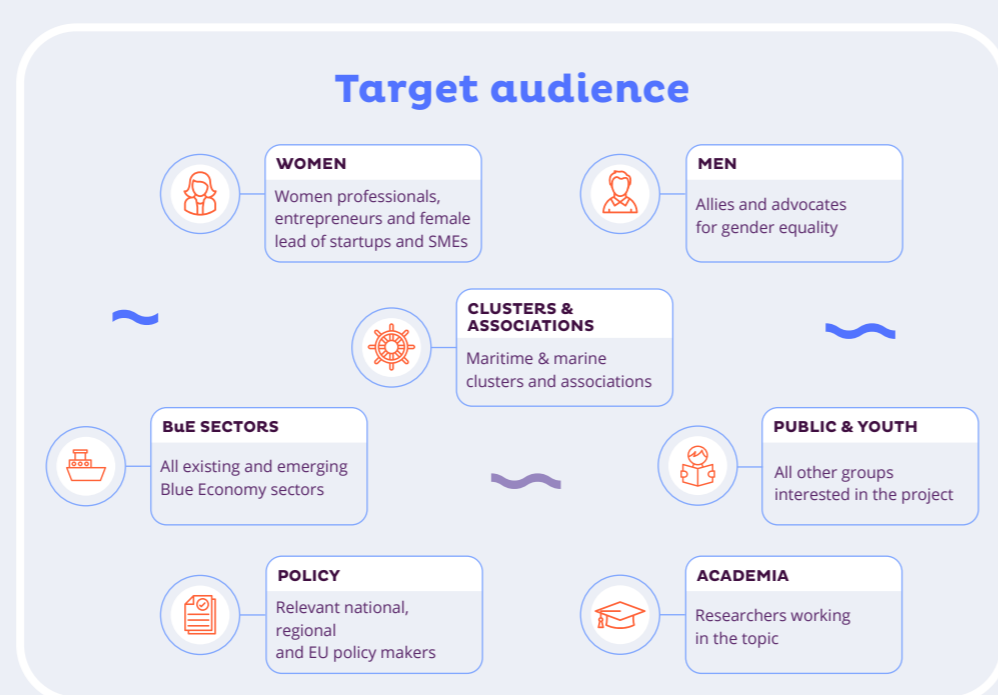 Target audience
WOMEN
Women professionals,
entrepreneurs and female
lead of startups and SMEs
MEN
Allies and advocates
for gender equality
CLUSTERS &
ASSOCIATIONS
Maritime & marine
clusters and associations
BuE SECTORS
All existing and emerging
Blue Economy sectors
PUBLIC & YOUTH
All other groups
interested in the project
POLICY
Relevant national,
regional
and EU policy makers
ACADEMIA
Researchers working
in the topic